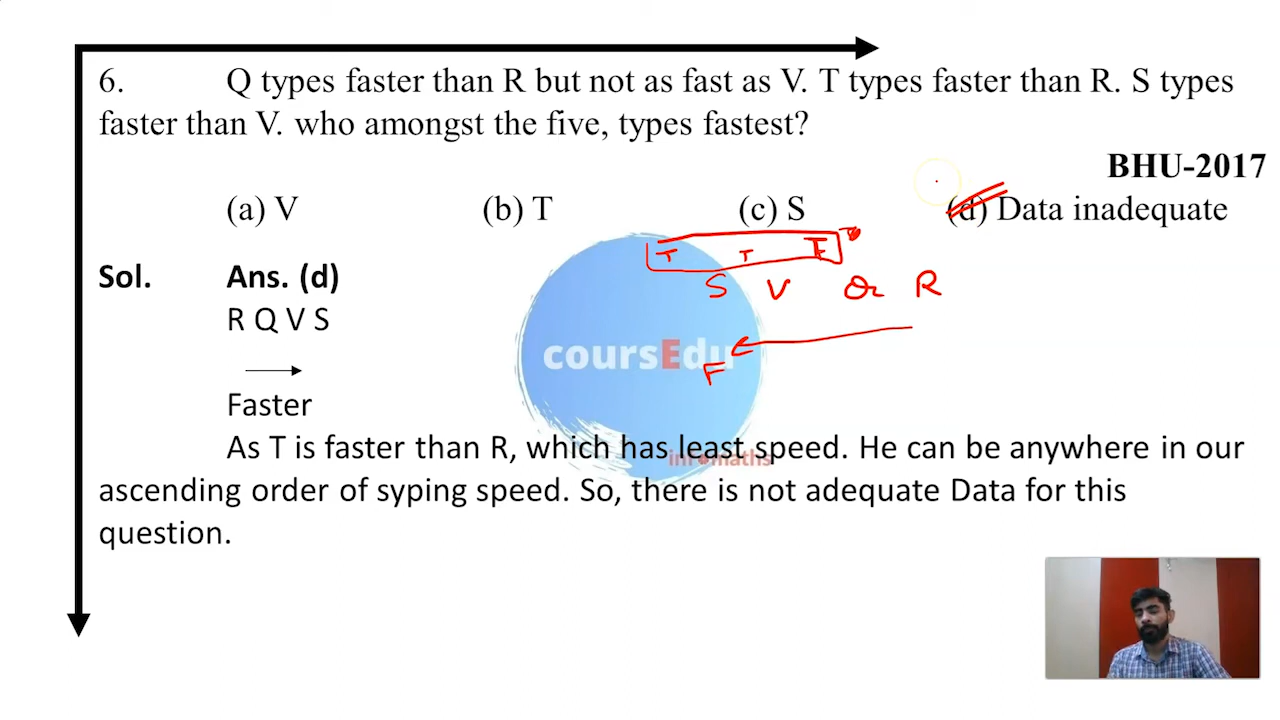 6. Q types faster than R but not as fast as V. T types faster than R. S types
faster than V. who amongst the five, types fastest?
BHU-2017
(a) V (b) T (c) S (d) Data inadequate
T T T
Sol. Ans. (d)
S V R
R Q V S
coursEdu
F
Faster
As T is faster than R, which has least speed. He can be anywhere in our
infomaths
ascending order of syping speed. So, there is not adequate Data for this
question.